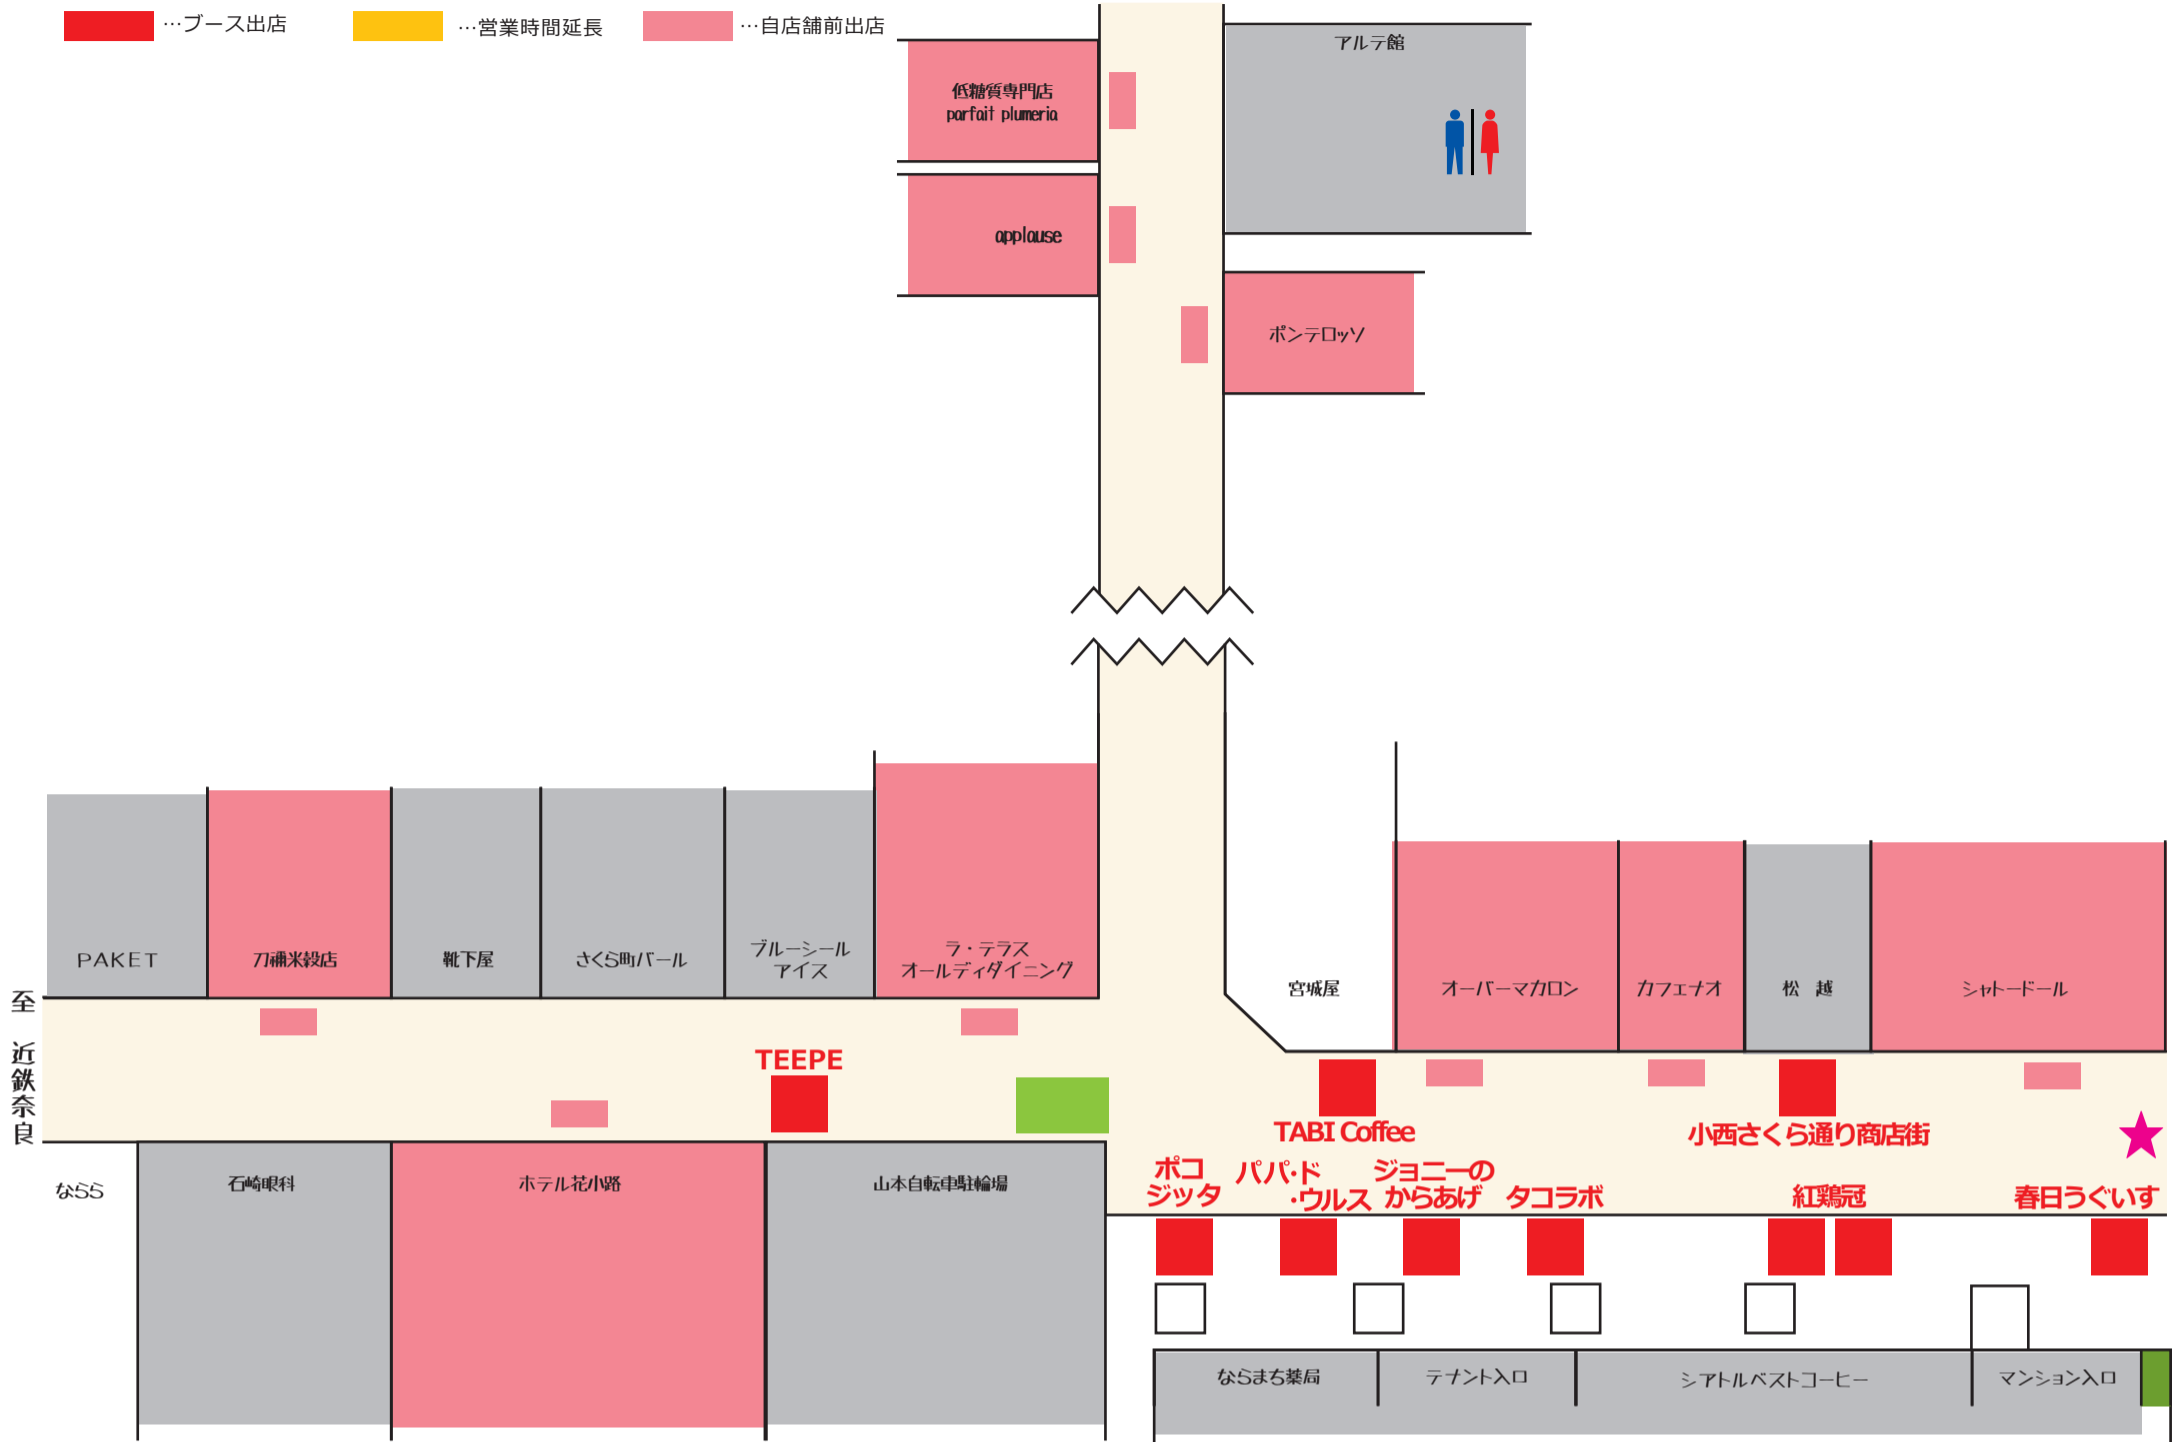 …ブース出店
…営業時間延長
…自店舗前出店
アルテ館
低糖質専門店
parfait plumeria
applause
ポンテロッソ
PAKET
刀禰米穀店
靴下屋
さくら町バール
ブルーシール
アイス
ラ・テラス
オールディダイニング
宮城屋
オーバーマカロン
カフェナオ
松　越
シャトードール
至　近鉄奈良
TEEPE
TABI Coffee
小西さくら通り商店街
ポコ
ジッタ
パパ・ド
・ウルス
ジョニーの
からあげ
タコラボ
紅鶏冠
春日うぐいす
ならら
石崎眼科
ホテル花小路
山本自転車駐輪場
ならまち薬局
テナント入口
シアトルベストコーヒー
マンション入口